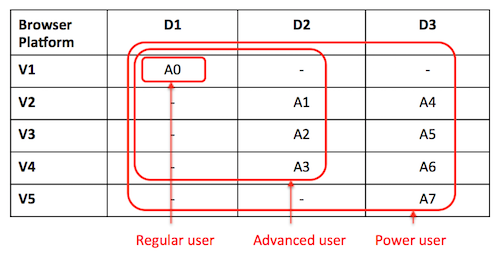 Browser Platform D1 D2 D3
V1 A0 - -
V2 - A1 A4
V3 - A2 A5
V4 - A3 A6
V5 - - A7
Regular user Advanced user Power user